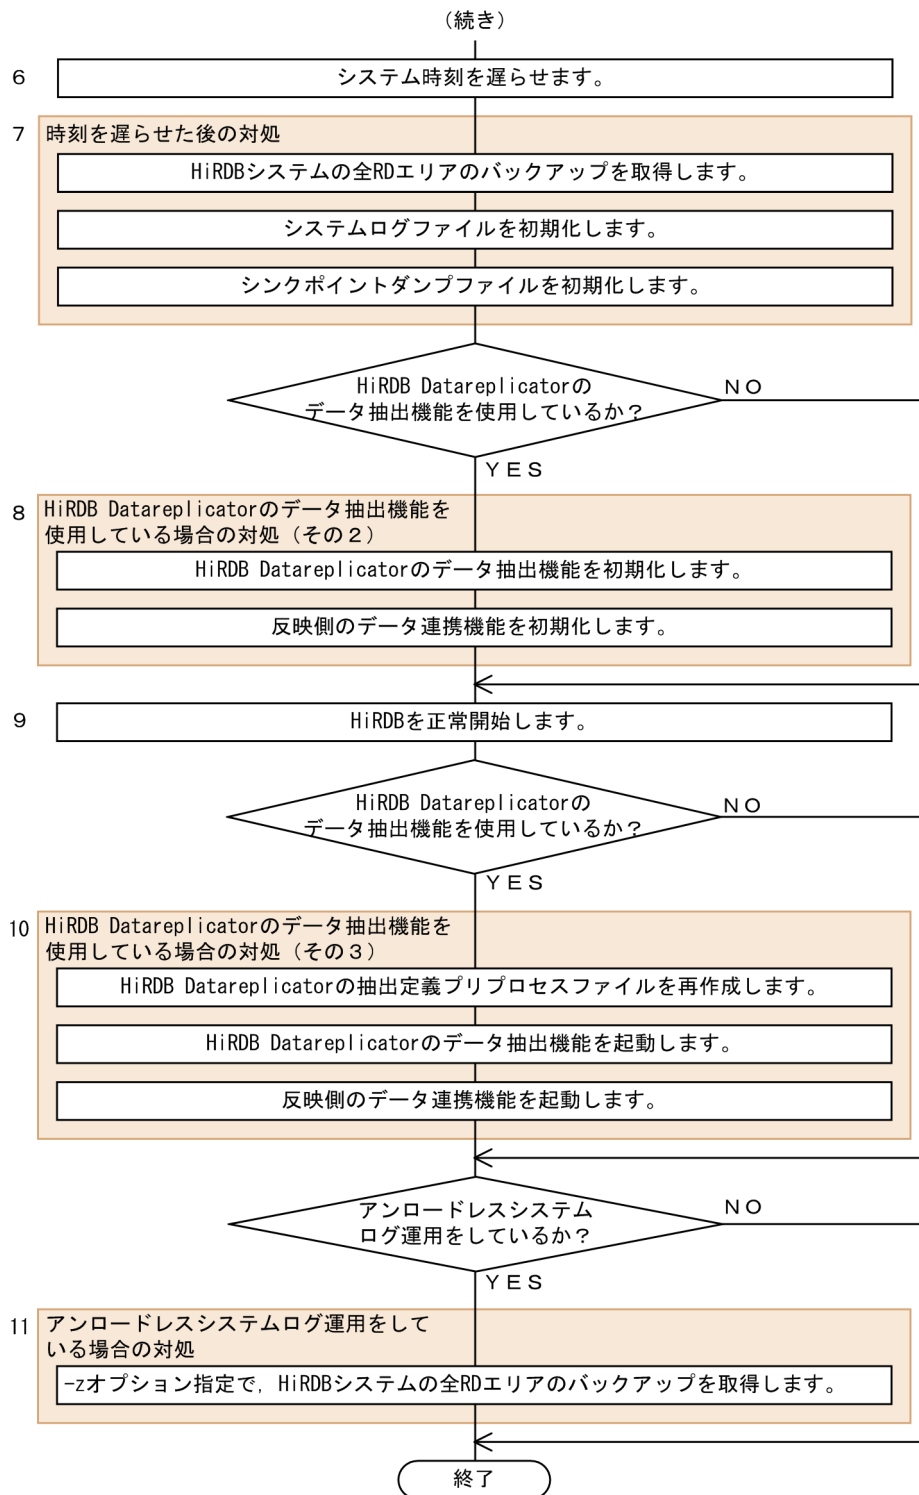 (続き)
6
システム時刻を遅らせます。
7
時刻を遅らせた後の対処
HiRDBシステムの全RDエリアのバックアップを取得します。
システムログファイルを初期化します。
シンクポイントダンプファイルを初期化します。
HiRDB Datareplicatorの
データ抽出機能を使用しているか？
NO
YES
8
HiRDB Datareplicatorのデータ抽出機能を
使用している場合の対処（その２）
HiRDB Datareplicatorのデータ抽出機能を初期化します。
反映側のデータ連携機能を初期化します。
9
HiRDBを正常開始します。
HiRDB Datareplicatorの
データ抽出機能を使用しているか？
NO
YES
10
HiRDB Datareplicatorのデータ抽出機能を
使用している場合の対処（その３）
HiRDB Datareplicatorの抽出定義プリプロセスファイルを再作成します。
HiRDB Datareplicatorのデータ抽出機能を起動します。
反映側のデータ連携機能を起動します。
アンロードレスシステム
ログ運用をしているか？
NO
YES
11
アンロードレスシステムログ運用をして
いる場合の対処
-zオプション指定で，HiRDBシステムの全RDエリアのバックアップを取得します。
終了